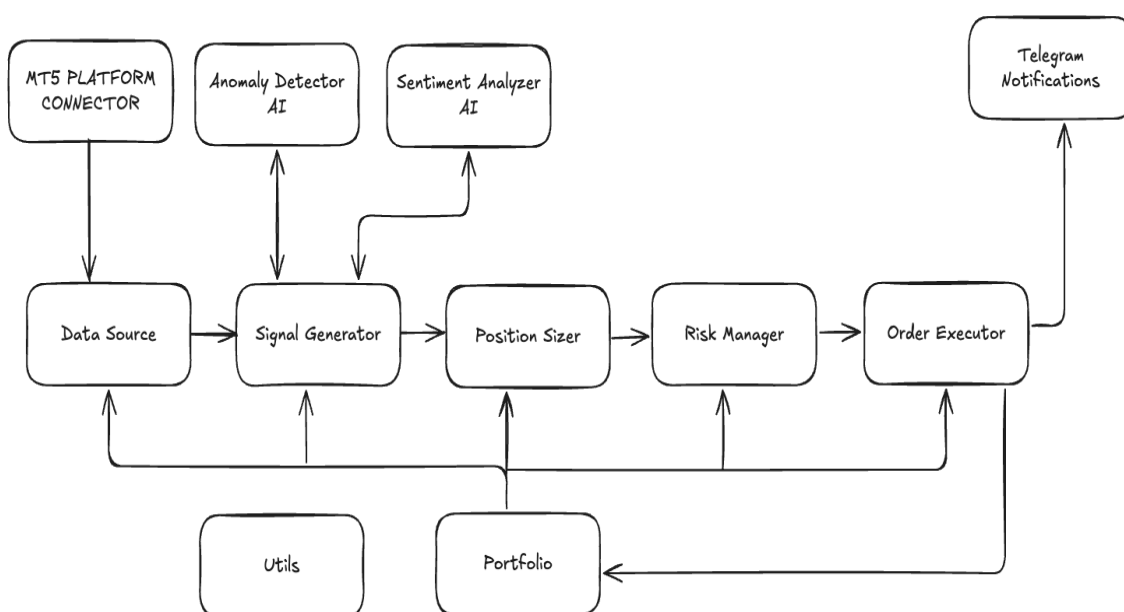 MT5 PLATFORM
CONNECTOR
Anomaly Detector
AI
Sentiment Analyzer
AI
Telegram
Notifications
Data Source
Signal Generator
Position Sizer
Risk Manager
Order Executor
Utils
Portfolio